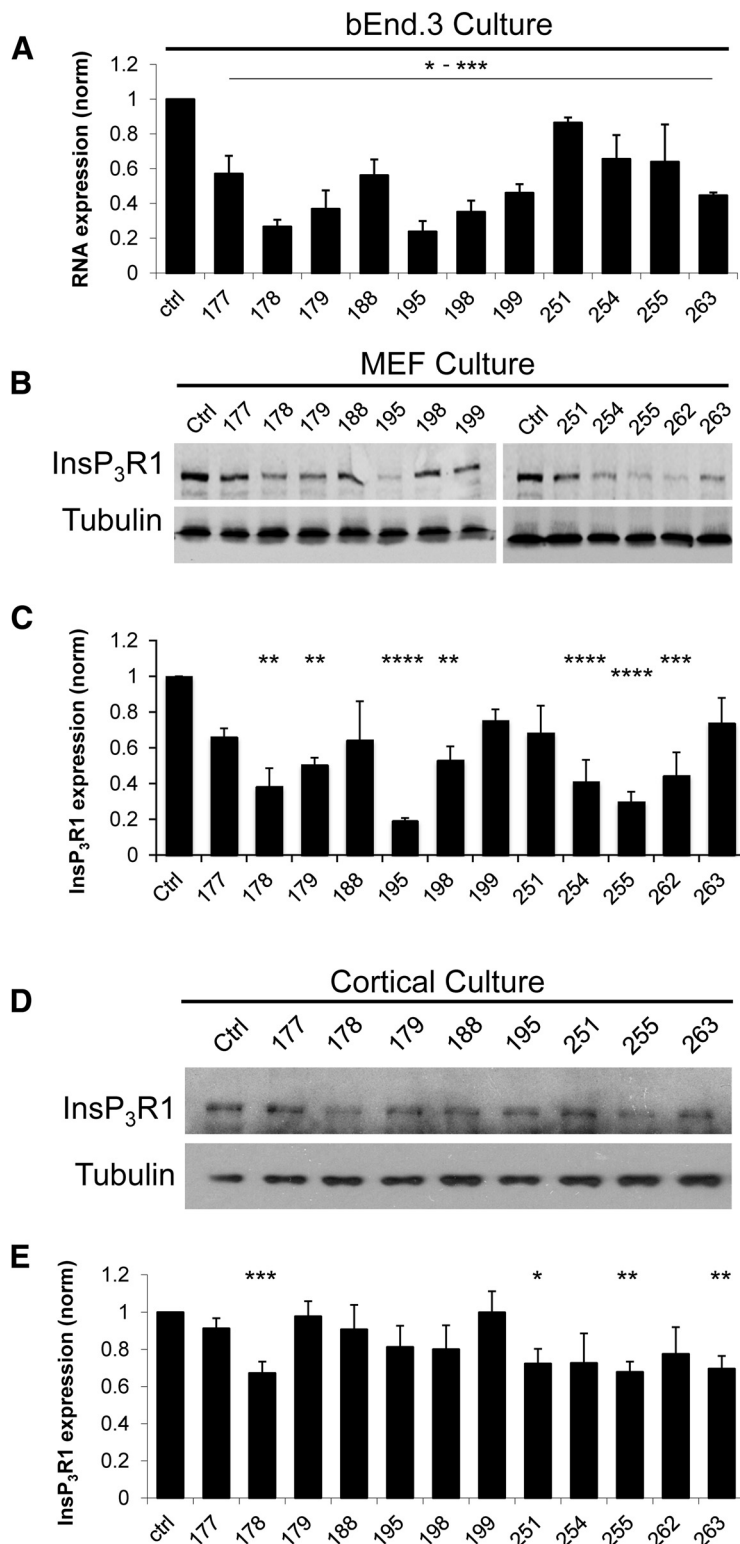 A
bEnd.3 Culture
RNA expression (norm)
1.2
1
0.8
0.6
0.4
0.2
0
* - ***
ctrl 177 178 179 188 195 198 199 251 254 255 263
B
MEF Culture
Ctrl 177 178 179 188 195 198 199 Ctrl 251 254 255 262 263
InsP3R1
Tubulin
C
InsP3R1 expression (norm)
1.2
1
0.8
0.6
0.4
0.2
0
** ** **** ** **** **** ***
Ctrl 177 178 179 188 195 198 199 251 254 255 262 263
D
Cortical Culture
Ctrl 177 178 179 188 195 251 255 263
InsP3R1
Tubulin
E
InsP3R1 expression (norm)
1.2
1
0.8
0.6
0.4
0.2
0
*** * ** **
ctrl 177 178 179 188 195 198 199 251 254 255 262 263